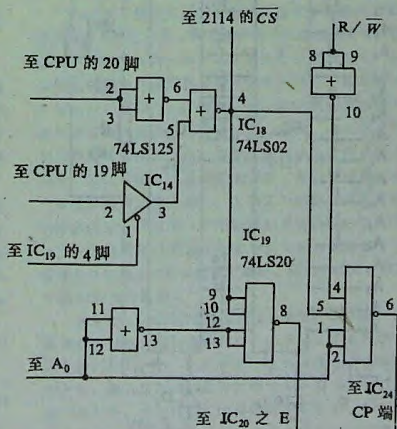 至 2114 的 CS
R / W
8 9
至 CPU 的 20 脚
2 6
3
10
4
5
IC18
74LS125 74LS02
至 CPU 的 19 脚
IC14
2 3
1
至 IC19 的 4 脚
IC19
74LS20
9
10
8
4
5 6
11
12
13
12
13
1
2
至 A0
至 IC24
CP 端
至 IC20 之 E